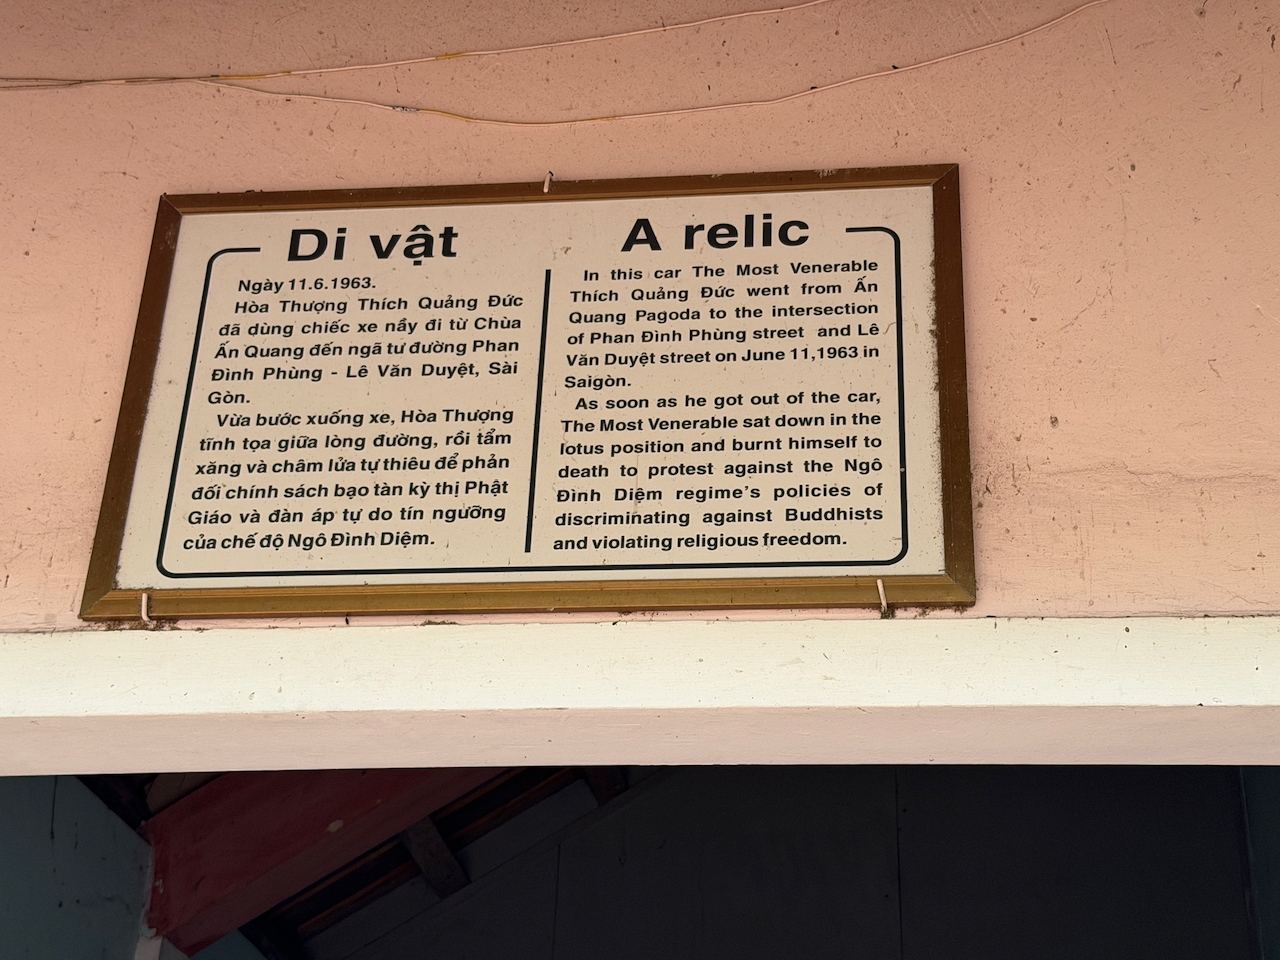 Di vật
Ngày 11.6.1963.
Hòa Thượng Thích Quảng Đức
đã dùng chiếc xe nầy đi từ Chùa
Ấn Quang đến ngã tư đường Phan
Đình Phùng - Lê Văn Duyệt, Sài
Gòn.
Vừa bước xuống xe, Hòa Thượng
tĩnh tọa giữa lòng đường, rồi tẩm
xăng và châm lửa tự thiêu để phản
đối chính sách bạo tàn kỳ thị Phật
Giáo và đàn áp tự do tín ngưỡng
của chế độ Ngô Đình Diệm.
A relic
In this car The Most Venerable
Thích Quảng Đức went from Ấn
Quang Pagoda to the intersection
of Phan Đình Phùng street and Lê
Văn Duyệt street on June 11,1963 in
Saigòn.
As soon as he got out of the car,
The Most Venerable sat down in the
lotus position and burnt himself to
death to protest against the Ngô
Đình Diệm regime's policies of
discriminating against Buddhists
and violating religious freedom.